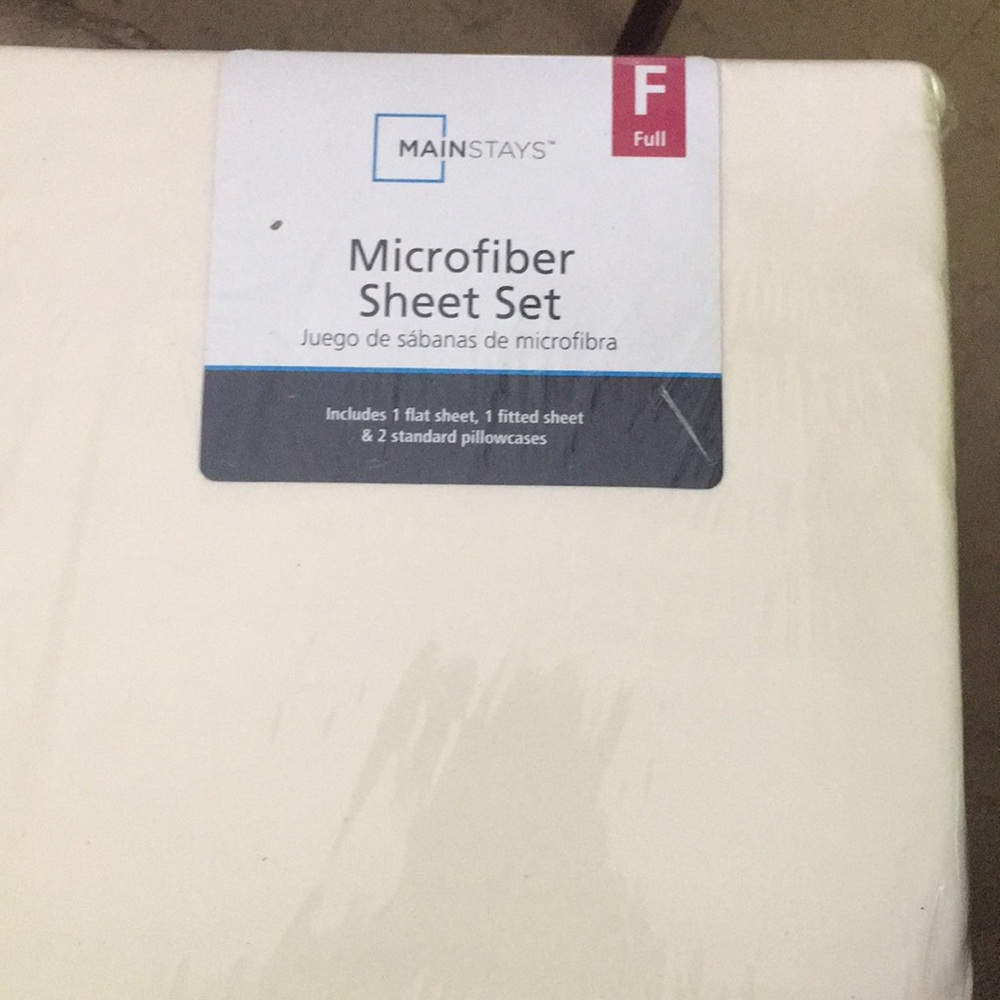 F
Full
MAINSTAYS™
Microfiber
Sheet Set
Juego de sábanas de microfibra
Includes 1 flat sheet, 1 fitted sheet
& 2 standard pillowcases